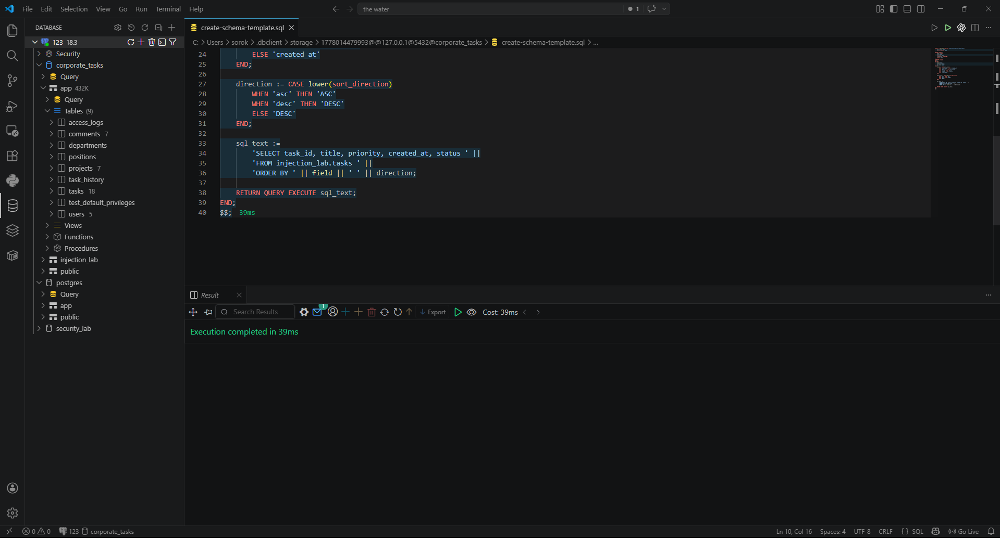 File Edit Selection View Go Run Terminal Help
the water
1
DATABASE
create-schema-template.sql
C: > Users > sorok > .dbclient > storage > 1778014479993@@127.0.0.1@5432@corporate_tasks > create-schema-template.sql > ...
123 18.3
Security
corporate_tasks
Query
app 432K
Query
Tables (9)
access_logs
comments 7
departments
positions
projects 7
task_history
tasks 18
test_default_privileges
users 5
Views
Functions
Procedures
injection_lab
public
postgres
Query
app
public
security_lab
24 ELSE 'created_at'
25 END;
26
27 direction := CASE lower(sort_direction)
28 WHEN 'asc' THEN 'ASC'
29 WHEN 'desc' THEN 'DESC'
30 ELSE 'DESC'
31 END;
32
33 sql_text :=
34 'SELECT task_id, title, priority, created_at, status ' ||
35 'FROM injection_lab.tasks ' ||
36 'ORDER BY ' || field || ' ' || direction;
37
38 RETURN QUERY EXECUTE sql_text;
39 END;
40 $$; 39ms
Result
Search Results
1
Export
Cost: 39ms
Execution completed in 39ms
0 0 123 corporate_tasks
Ln 10, Col 16 Spaces: 4 UTF-8 CRLF { } SQL Go Live